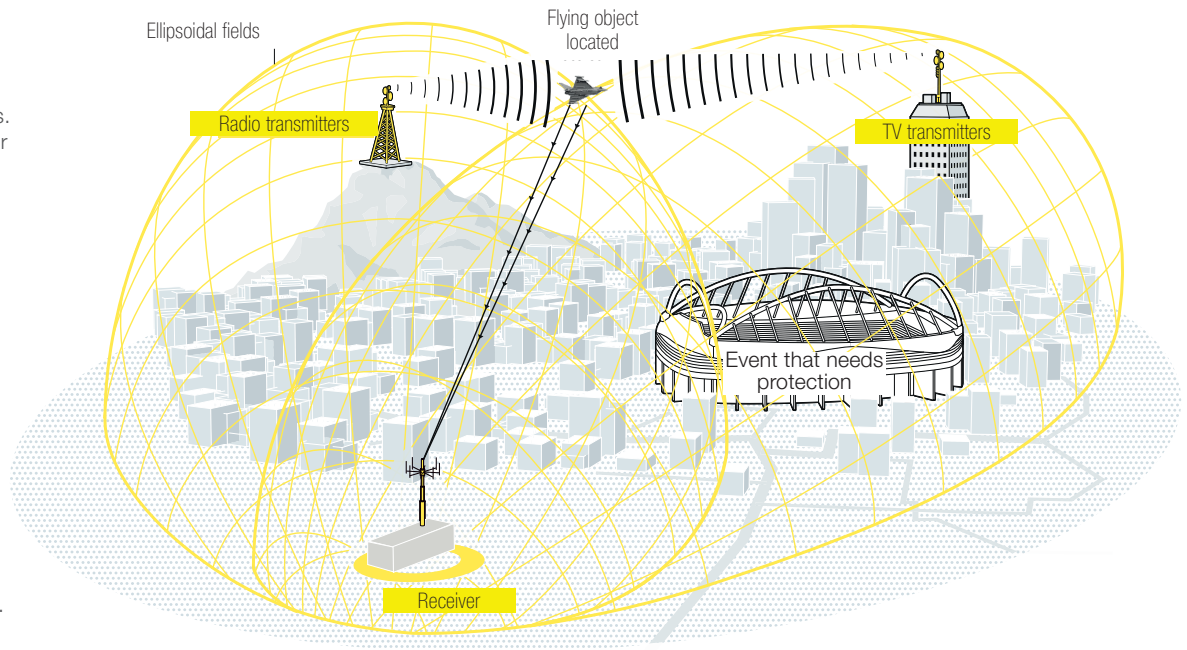 Flying object
located
Ellipsoidal fields
s.
r
Radio transmitters
TV transmitters
Event that needs
protection
Receiver
.